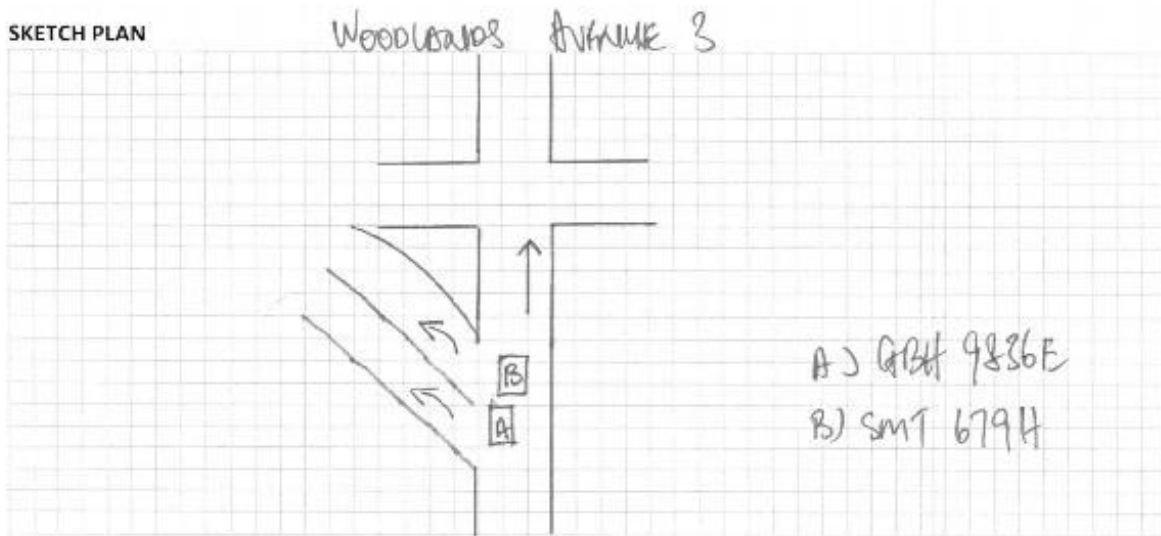 SKETCH PLAN
WOODLANDS AVENUE 3
B
A
A) GBH 9836E
B) SMT 679H